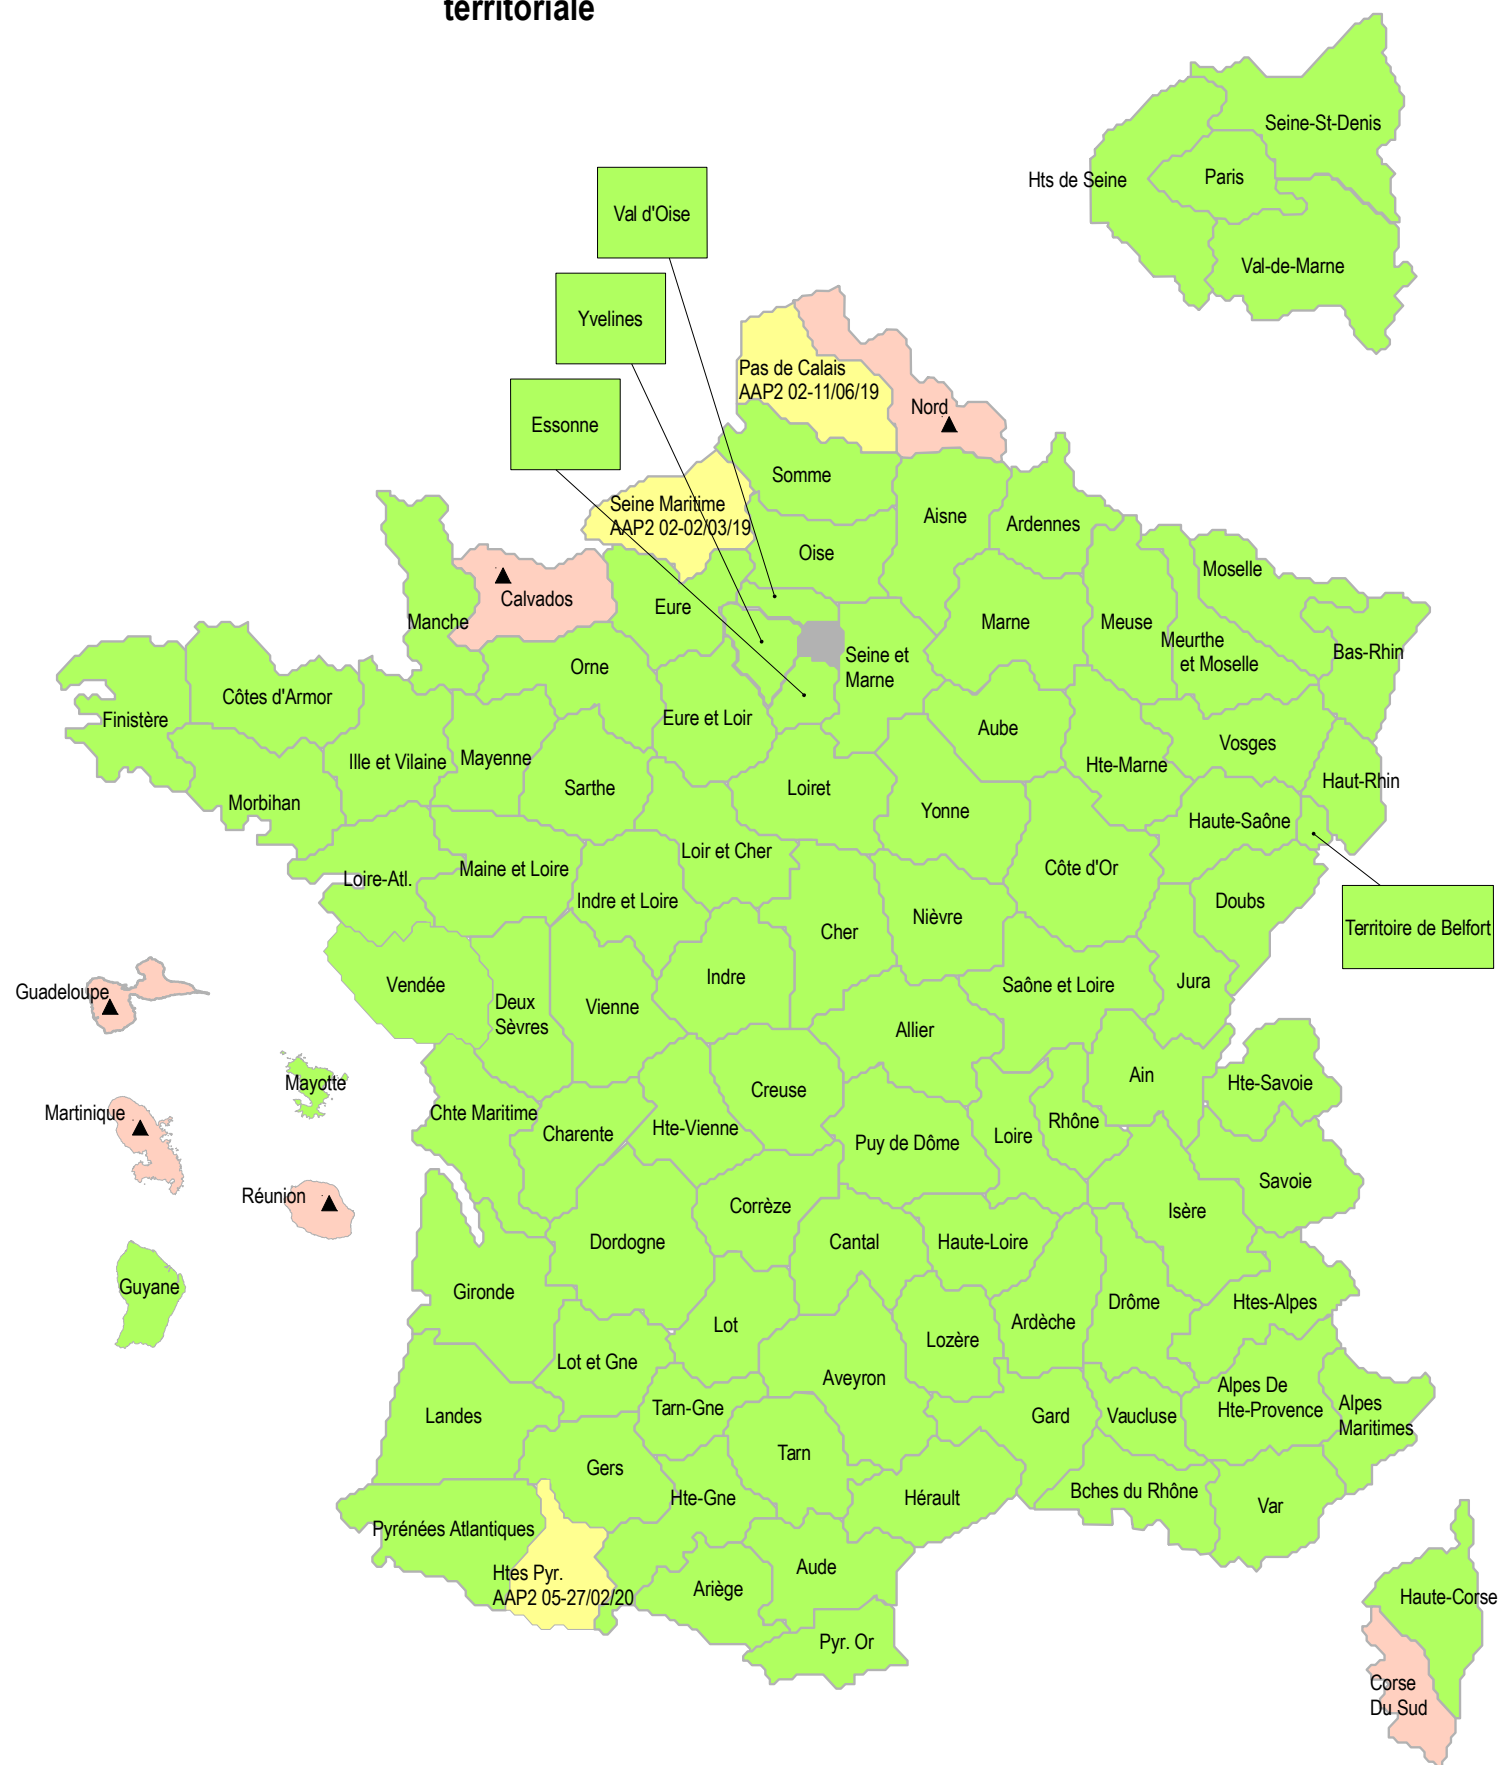 territoriale
Seine-St-Denis
Hts de Seine
Paris
Val-de-Marne
Val d'Oise
Yvelines
Essonne
Pas de Calais
AAP2 02-11/06/19
Nord
Somme
Seine Maritime
AAP2 02-02/03/19
Aisne
Ardennes
Oise
Moselle
Calvados
Eure
Manche
Marne
Meuse
Meurthe
et Moselle
Bas-Rhin
Seine et
Marne
Orne
Côtes d'Armor
Finistère
Eure et Loir
Aube
Vosges
Ille et Vilaine
Mayenne
Hte-Marne
Haut-Rhin
Sarthe
Loiret
Morbihan
Yonne
Haute-Saône
Loir et Cher
Côte d'Or
Maine et Loire
Loire-Atl.
Indre et Loire
Doubs
Nièvre
Cher
Territoire de Belfort
Vendée
Indre
Jura
Saône et Loire
Guadeloupe
Deux
Sèvres
Vienne
Allier
Mayotte
Ain
Hte-Savoie
Creuse
Martinique
Chte Maritime
Charente
Hte-Vienne
Rhône
Loire
Puy de Dôme
Savoie
Réunion
Corrèze
Isère
Dordogne
Cantal
Haute-Loire
Guyane
Gironde
Drôme
Htes-Alpes
Lot
Ardèche
Lozère
Lot et Gne
Aveyron
Alpes De
Hte-Provence
Alpes
Maritimes
Landes
Tarn-Gne
Gard
Vaucluse
Tarn
Gers
Hte-Gne
Hérault
Bches du Rhône
Var
Pyrénées Atlantiques
Htes Pyr.
AAP2 05-27/02/20
Aude
Ariège
Haute-Corse
Pyr. Or
Corse
Du Sud